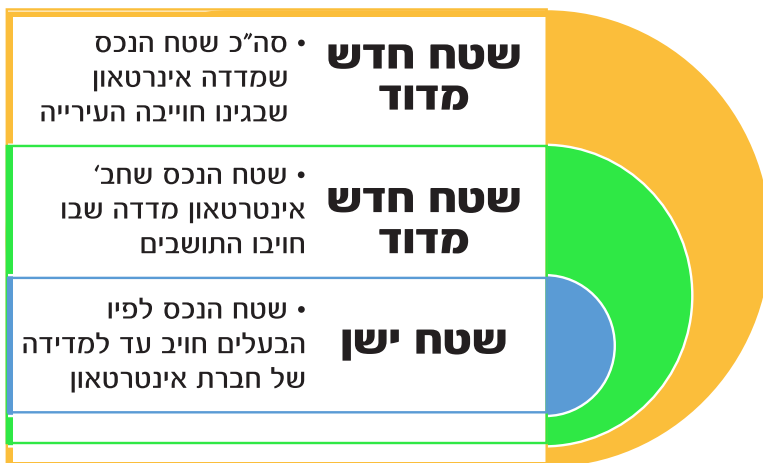 שטח חדש
מדוד
• סה"כ שטח הנכס
שמדדה אינרטאון
שבגינו חוייבה העירייה
שטח חדש
מדוד
• שטח הנכס שחב'
אינטרטאון מדדה שבו
חויבו התושבים
שטח ישן
• שטח הנכס לפיו
הבעלים חויב עד למדידה
של חברת אינטרטאון